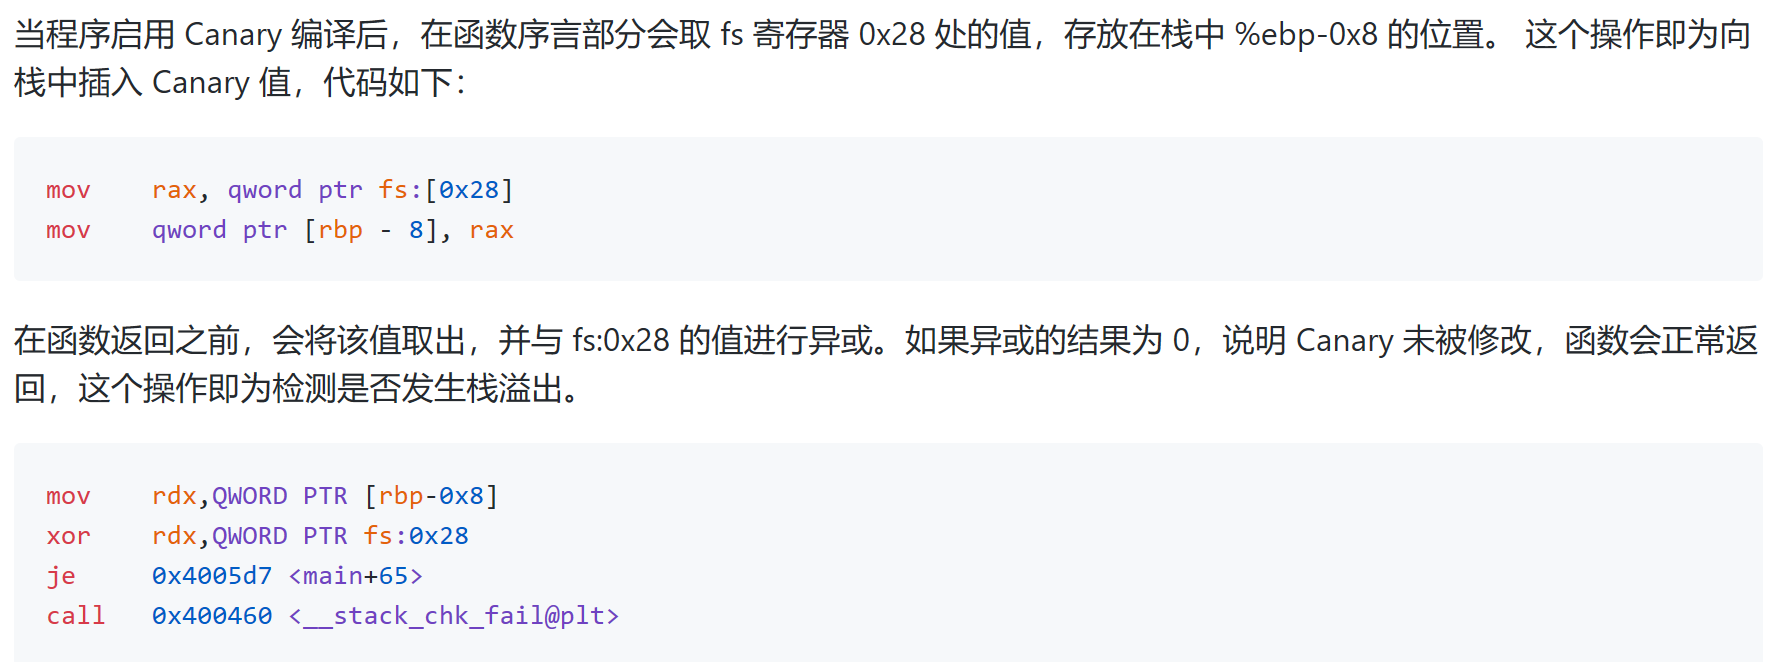 当程序启用 Canary 编译后，在函数序言部分会取 fs 寄存器 0x28 处的值，存放在栈中 %ebp-0x8 的位置。 这个操作即为向
栈中插入 Canary 值，代码如下：
mov    rax, qword ptr fs:[0x28]
mov    qword ptr [rbp - 8], rax
在函数返回之前，会将该值取出，并与 fs:0x28 的值进行异或。如果异或的结果为 0，说明 Canary 未被修改，函数会正常返
回，这个操作即为检测是否发生栈溢出。
mov    rdx,QWORD PTR [rbp-0x8]
xor    rdx,QWORD PTR fs:0x28
je     0x4005d7 <main+65>
call   0x400460 <__stack_chk_fail@plt>